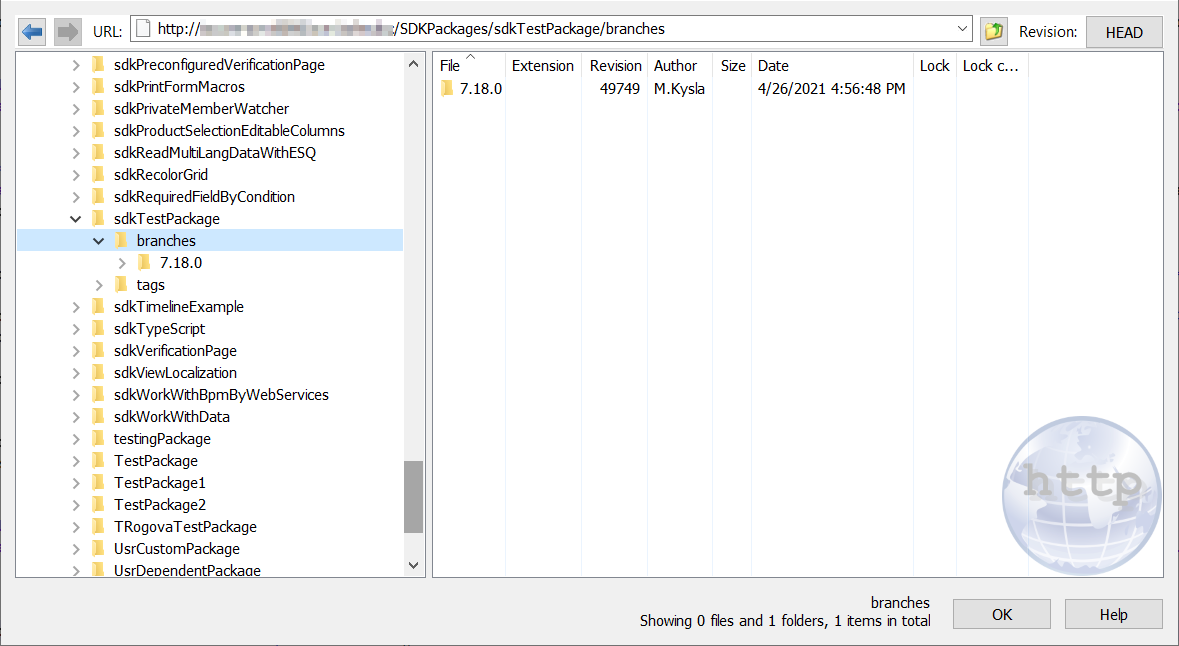 URL: http:// /SDKPackages/sdkTestPackage/branches Revision: HEAD
sdkPreconfiguredVerificationPage
sdkPrintFormMacros
sdkPrivateMemberWatcher
sdkProductSelectionEditableColumns
sdkReadMultiLangDataWithESQ
sdkRecolorGrid
sdkRequiredFieldByCondition
sdkTestPackage
branches
7.18.0
tags
sdkTimelineExample
sdkTypeScript
sdkVerificationPage
sdkViewLocalization
sdkWorkWithBpmByWebServices
sdkWorkWithData
testingPackage
TestPackage
TestPackage1
TestPackage2
TRogovaTestPackage
UsrCustomPackage
UsrDependentPackage
File Extension Revision Author Size Date Lock Lock c...
7.18.0 49749 M.Kysla 4/26/2021 4:56:48 PM
http
branches
Showing 0 files and 1 folders, 1 items in total
OK Help